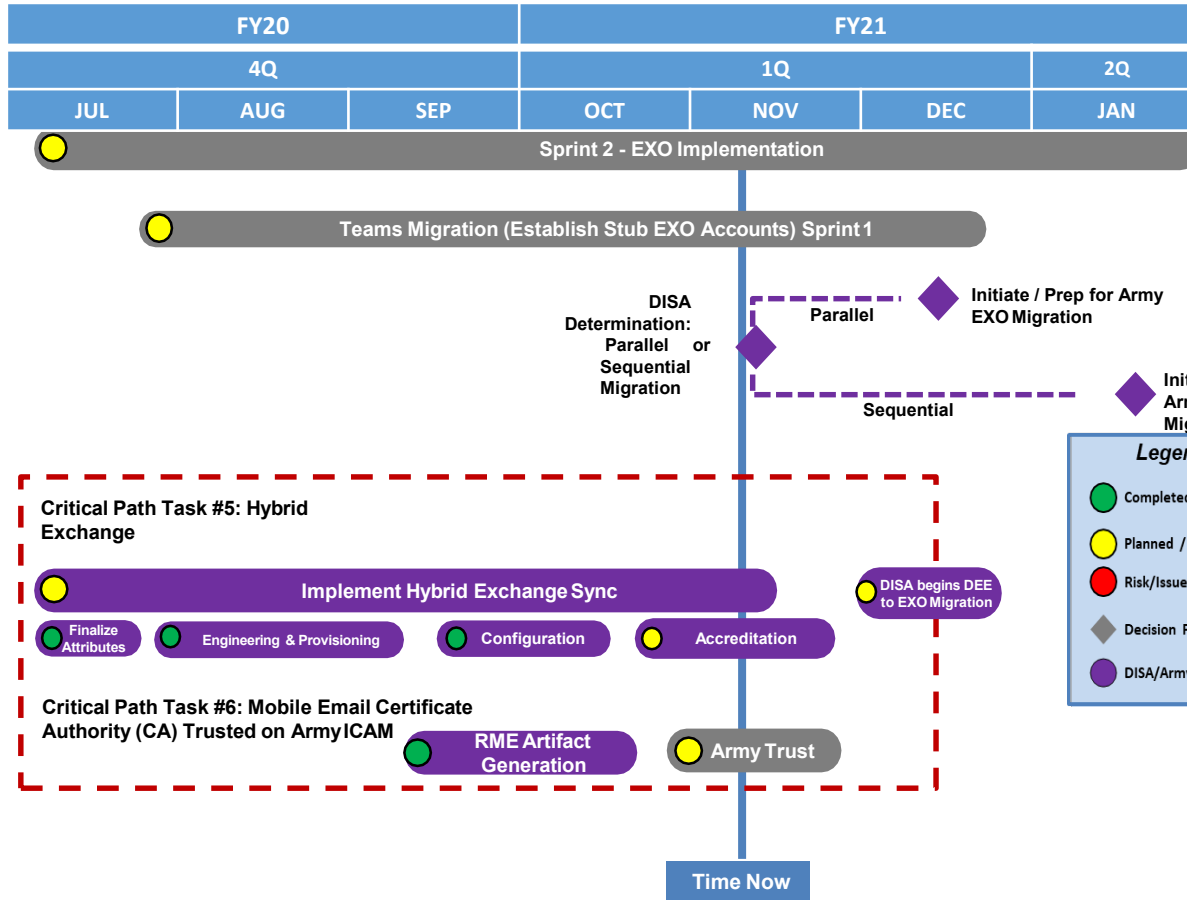 FY20
FY21
4Q
1Q
2Q
JUL
AUG
SEP
OCT
NOV
DEC
JAN
Sprint 2 - EXO Implementation
Teams Migration (Establish Stub EXO Accounts) Sprint 1
DISA
Determination:
Parallel or
Sequential
Migration
Parallel
Initiate / Prep for Army
EXO Migration
Sequential
Init
Arm
Mig
Legen
Completed
Planned /
Risk/Issue
Decision P
DISA/Army
Critical Path Task #5: Hybrid
Exchange
Implement Hybrid Exchange Sync
DISA begins DEE
to EXO Migration
Finalize
Attributes
Engineering & Provisioning
Configuration
Accreditation
Critical Path Task #6: Mobile Email Certificate
Authority (CA) Trusted on Army ICAM
RME Artifact
Generation
Army Trust
Time Now